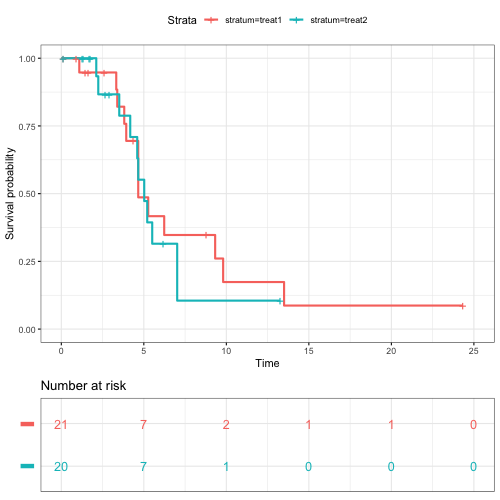 Strata stratum=treat1 stratum=treat2
1.00
0.75
0.50
0.25
0.00
Survival probability
0 5 10 15 20 25
Time
Number at risk
21 7 2 1 1 0
20 7 1 0 0 0